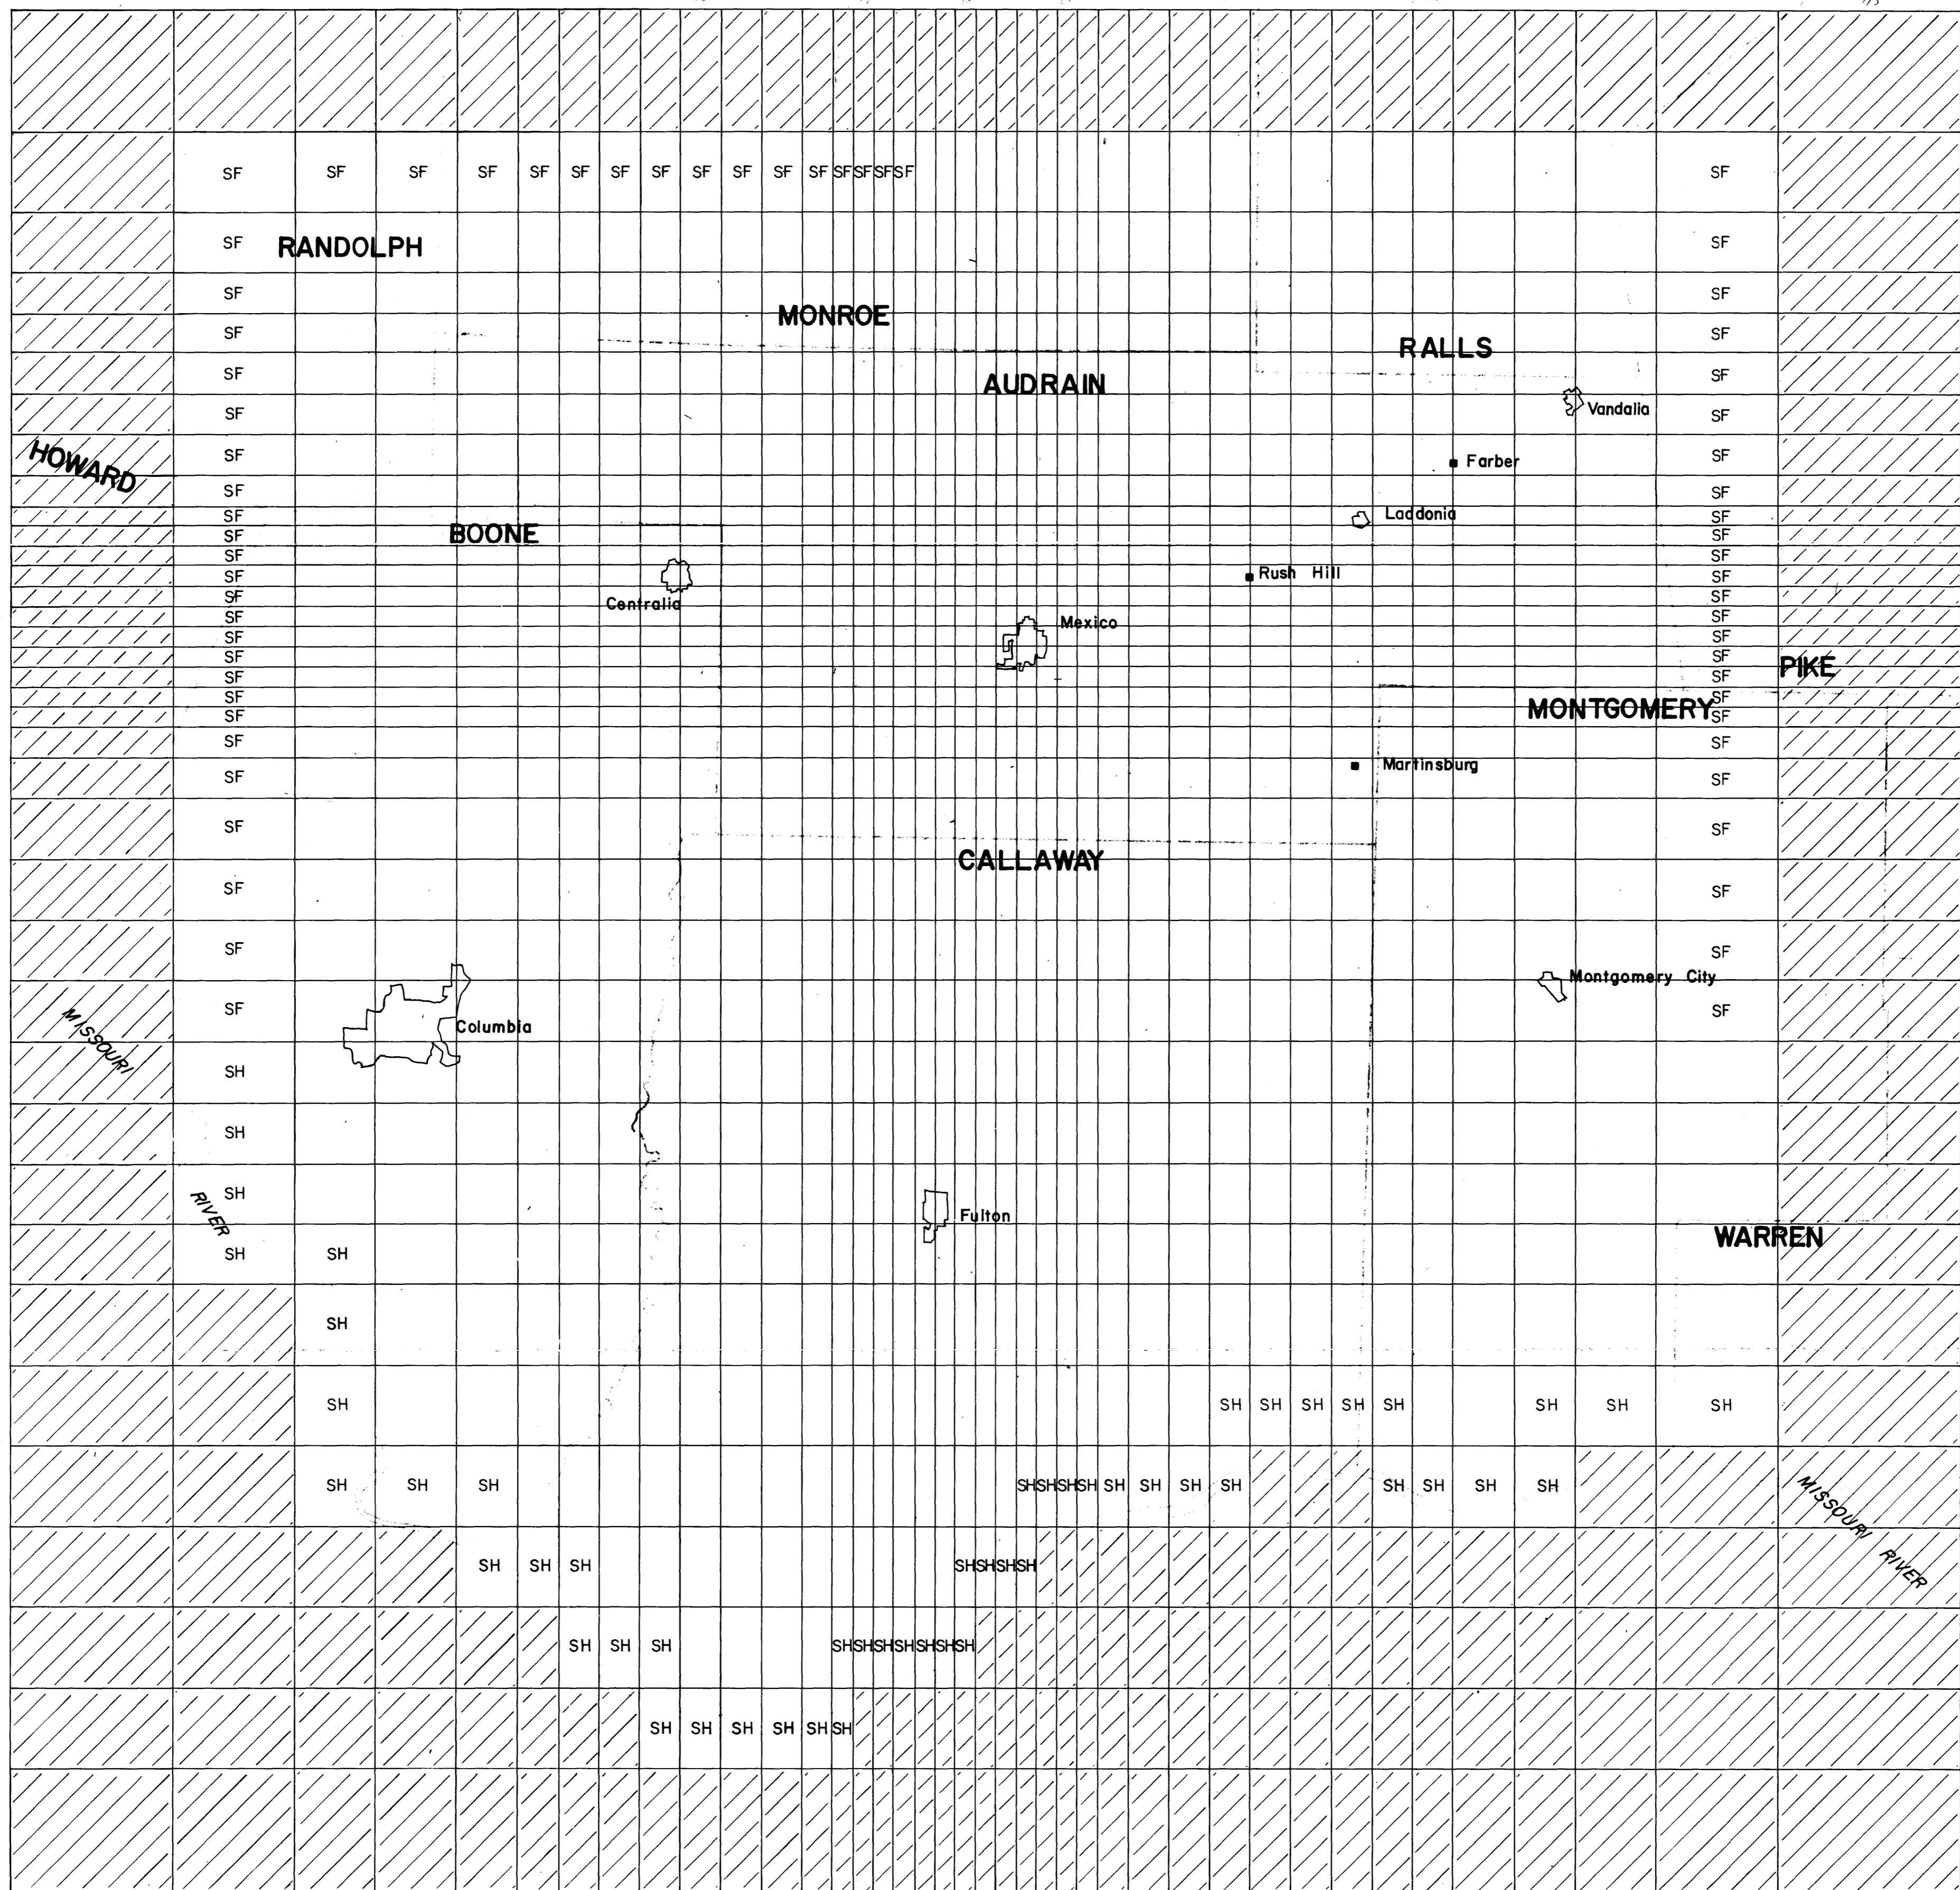 SF SF SF SF SF SF SF SF SF SF SF SF SF SF SF SF SF
SF RANDOLPH SF
SF SF
MONROE
SF SF
RALLS
SF AUDRAIN SF
SF Vandalia SF
HOWARD SF Farber SF
SF SF
SF Laddonia SF
SF BOONE SF
SF SF
SF Rush Hill SF
SF Centralia SF
SF Mexico SF
SF SF
SF SF
SF PIKE SF
SF SF
SF MONTGOMERY SF
SF SF
SF Martinsburg SF
SF SF
CALLAWAY
SF SF
SF SF
Montgomery City
SF SF
MISSOURI
Columbia
SH
SH
SH
RIVER
Fulton
WARREN
SH SH
SH
SH SH SH SH SH SH SH SH SH
SH SH SH SH SH SH SH SH SH SH SH SH SH SH SH
MISSOURI RIVER
SH SH SH SH SH SH SH
SH SH SH SH SH SH SH SH SH SH
SH SH SH SH SH SH